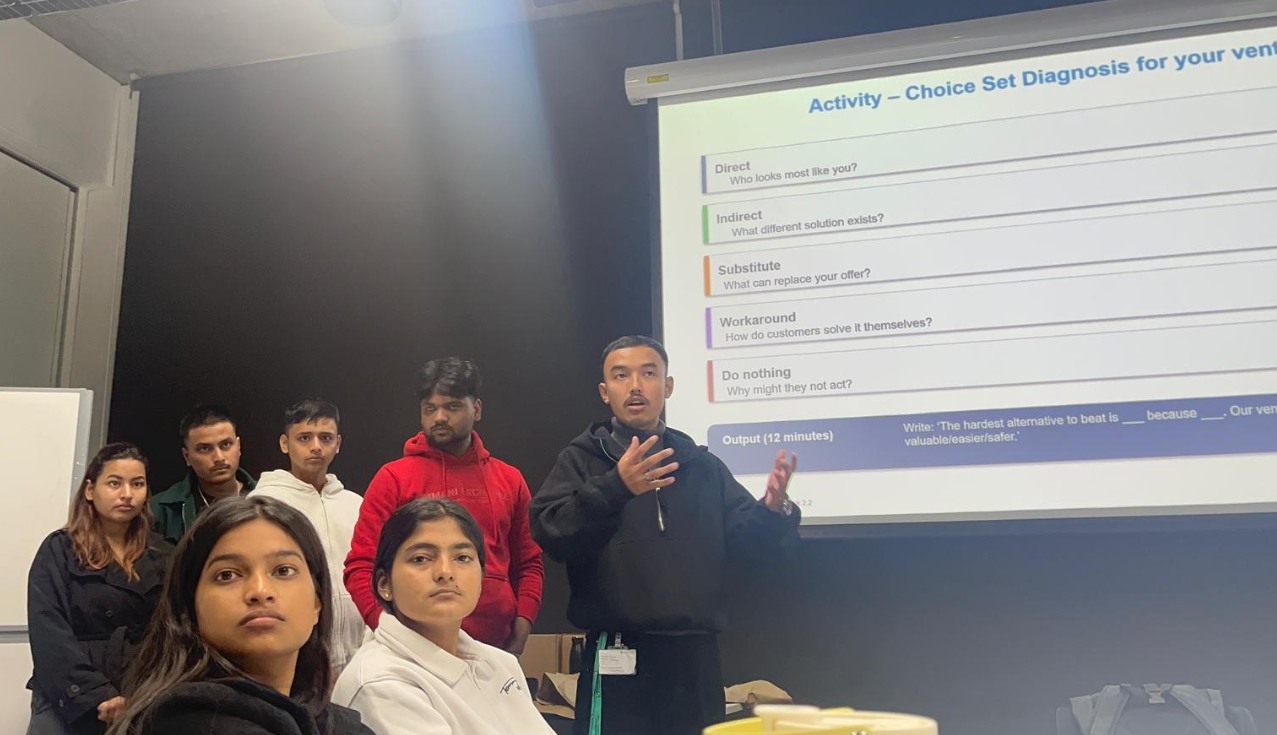 Activity – Choice Set Diagnosis for your vent
Direct
Who looks most like you?
Indirect
What different solution exists?
Substitute
What can replace your offer?
Workaround
How do customers solve it themselves?
Do nothing
Why might they not act?
Output (12 minutes)
Write: 'The hardest alternative to beat is ___ because ___. Our ven
valuable/easier/safer.'